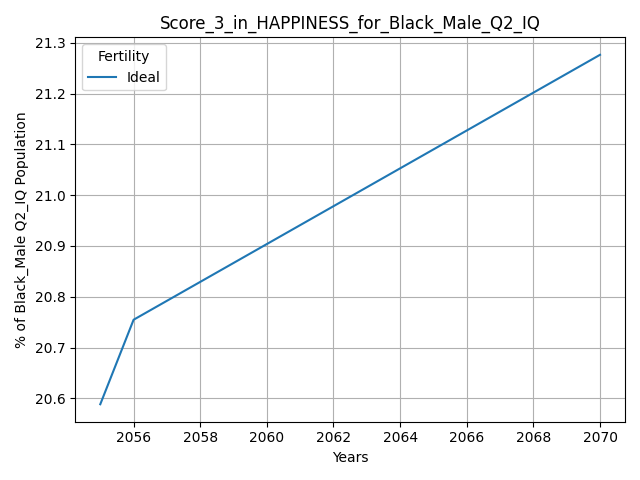 Score_3_in_HAPPINESS_for_Black_Male_Q2_IQ
Fertility
Ideal
% of Black_Male Q2_IQ Population
21.3
21.2
21.1
21.0
20.9
20.8
20.7
20.6
2056 2058 2060 2062 2064 2066 2068 2070
Years